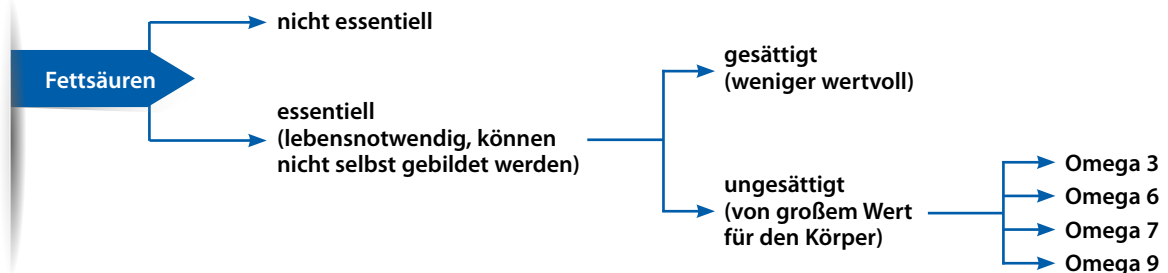 nicht essentiell
Fettsäuren
essentiell
(lebensnotwendig, können
nicht selbst gebildet werden)
gesättigt
(weniger wertvoll)
ungesättigt
(von großem Wert
für den Körper)
Omega 3
Omega 6
Omega 7
Omega 9